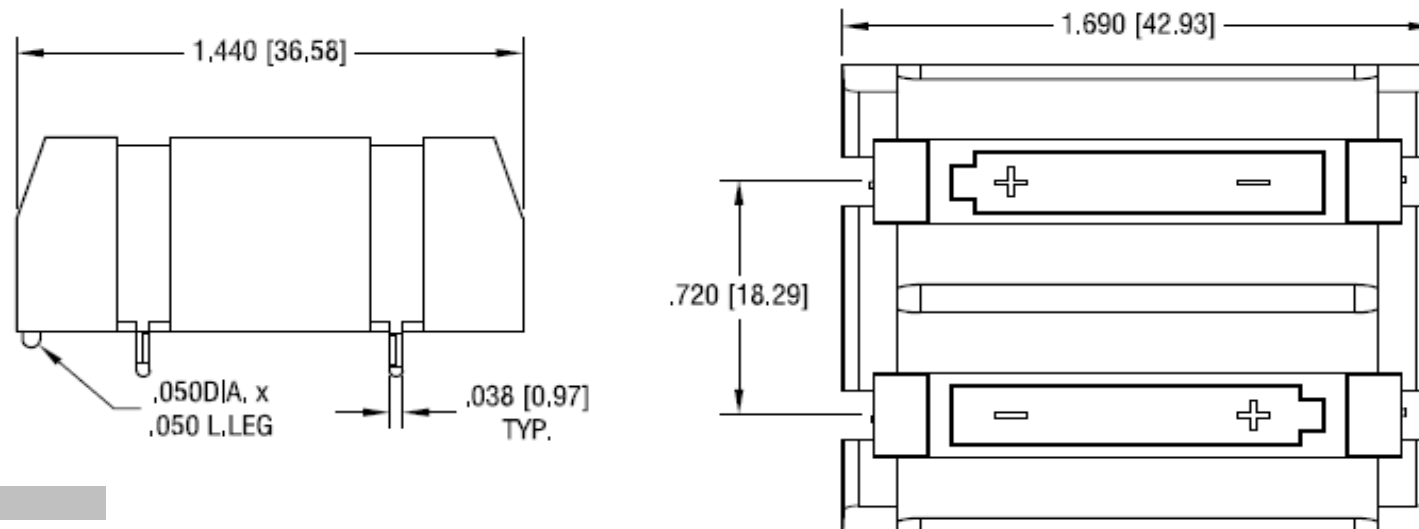 1.440 [36.58]
.050DIA. x
.050 L.LEG
.038 [0.97]
TYP.
1.690 [42.93]
.720 [18.29]
+ −
− +